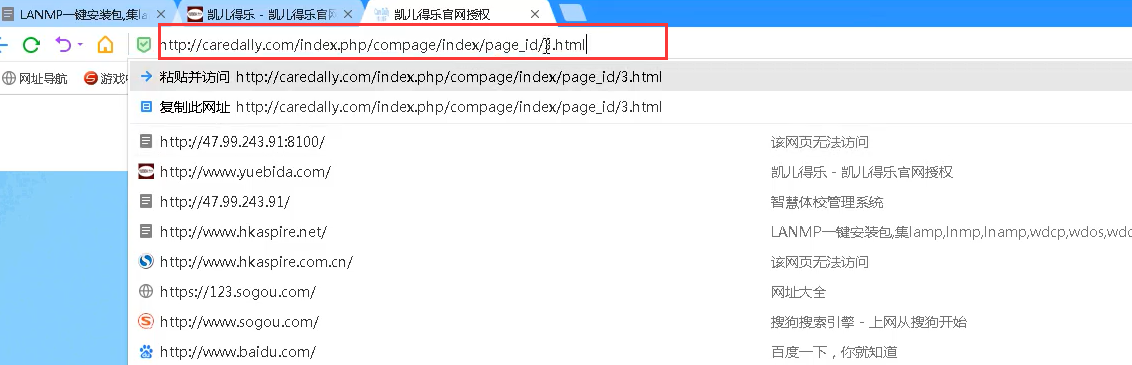 LANMP一键安装包,集la
凯儿得乐 - 凯儿得乐官网
凯儿得乐官网授权
http://caredally.com/index.php/compage/index/page_id/3.html
网址导航
游戏中
粘贴并访问 http://caredally.com/index.php/compage/index/page_id/3.html
复制此网址 http://caredally.com/index.php/compage/index/page_id/3.html
http://47.99.243.91:8100/ 该网页无法访问
http://www.yuebida.com/ 凯儿得乐 - 凯儿得乐官网授权
http://47.99.243.91/ 智慧体校管理系统
http://www.hkaspire.net/ LANMP一键安装包,集lamp,lnmp,lnamp,wdcp,wdos,wdc
http://www.hkaspire.com.cn/ 该网页无法访问
https://123.sogou.com/ 网址大全
http://www.sogou.com/ 搜狗搜索引擎 - 上网从搜狗开始
http://www.baidu.com/ 百度一下，你就知道